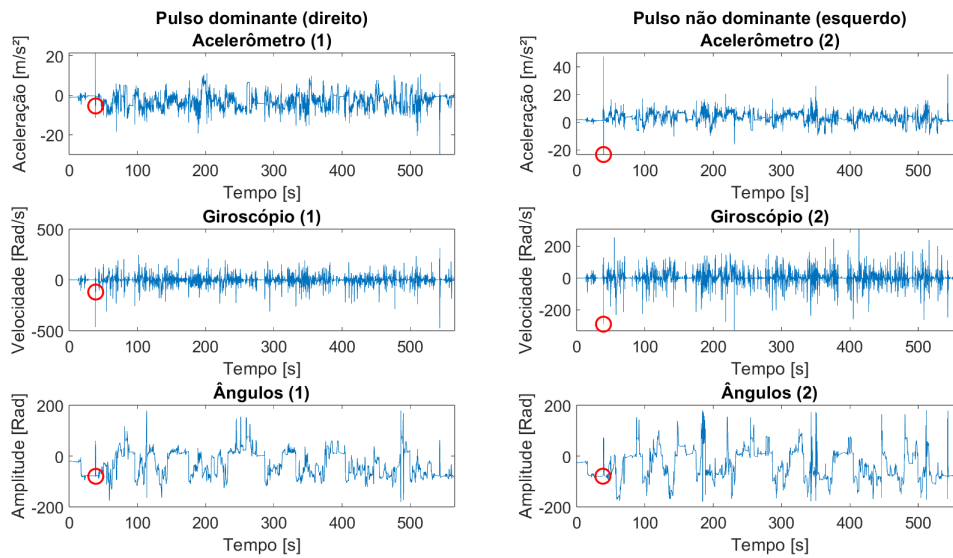 Pulso dominante (direito)
Acelerômetro (1)
Aceleração [m/s²]
20
0
-20
0 100 200 300 400 500
Tempo [s]
Pulso não dominante (esquerdo)
Acelerômetro (2)
Aceleração [m/s²]
40
20
0
-20
0 100 200 300 400 500
Tempo [s]
Giroscópio (1)
Velocidade [Rad/s]
500
0
-500
0 100 200 300 400 500
Tempo [s]
Giroscópio (2)
Velocidade [Rad/s]
200
0
-200
0 100 200 300 400 500
Tempo [s]
Ângulos (1)
Amplitude [Rad]
200
0
-200
0 100 200 300 400 500
Tempo [s]
Ângulos (2)
Amplitude [Rad]
200
0
-200
0 100 200 300 400 500
Tempo [s]